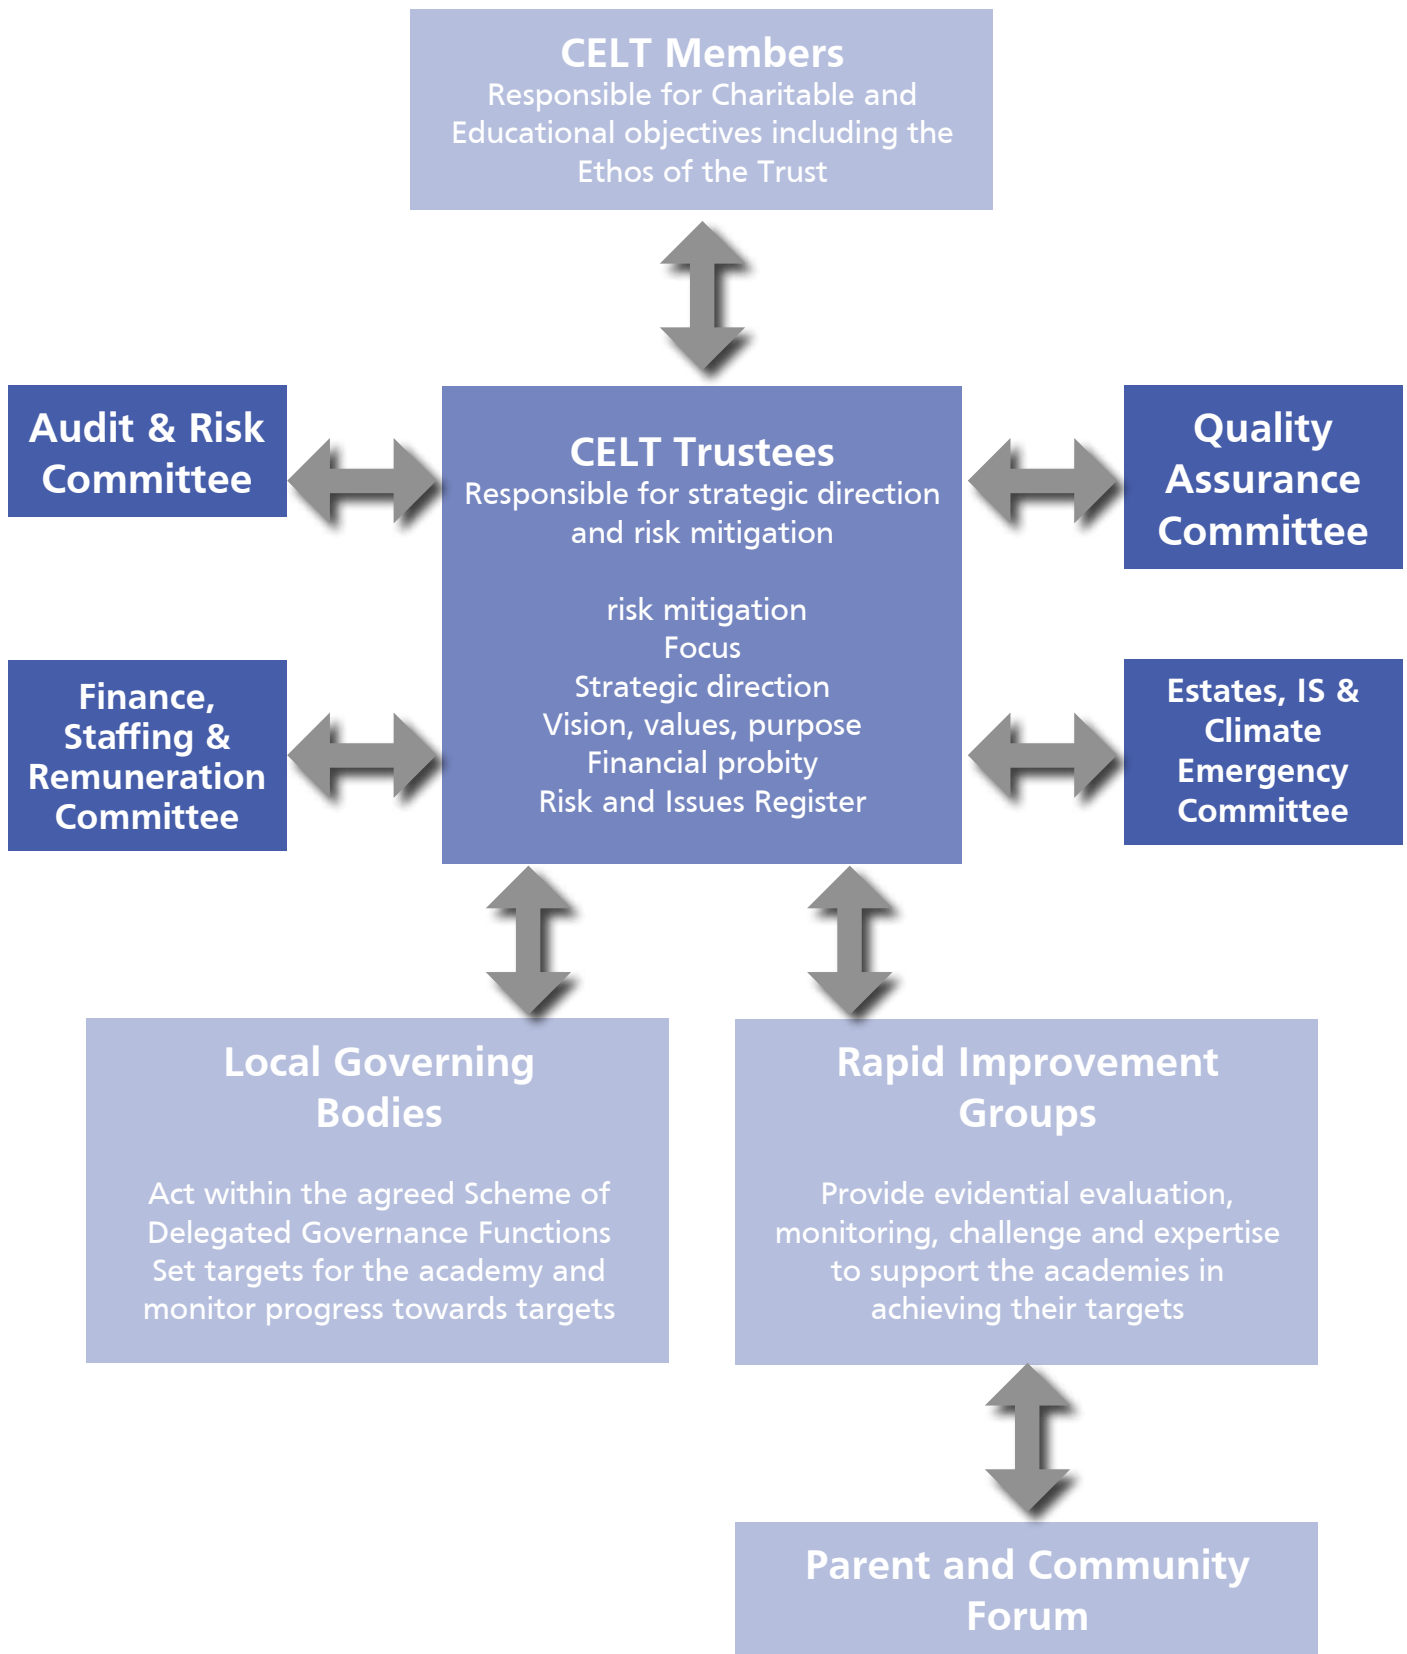 CELT Members
Responsible for Charitable and
Educational objectives including the
Ethos of the Trust
Audit & Risk
Committee
CELT Trustees
Responsible for strategic direction
and risk mitigation
risk mitigation
Focus
Strategic direction
Vision, values, purpose
Financial probity
Risk and Issues Register
Quality
Assurance
Committee
Finance,
Staffing &
Remuneration
Committee
Estates, IS &
Climate
Emergency
Committee
Local Governing
Bodies
Act within the agreed Scheme of
Delegated Governance Functions
Set targets for the academy and
monitor progress towards targets
Rapid Improvement
Groups
Provide evidential evaluation,
monitoring, challenge and expertise
to support the academies in
achieving their targets
Parent and Community
Forum